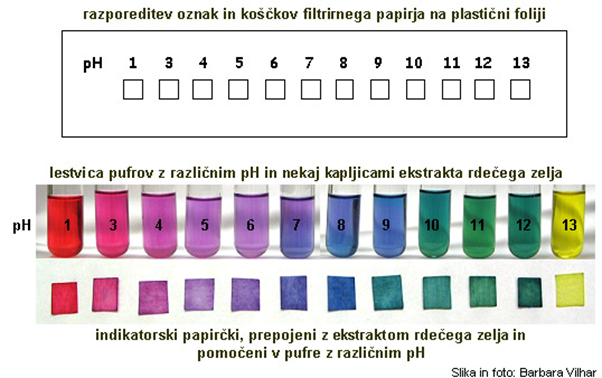 razporeditev oznak in koščkov filtrirnega papirja na plastični foliji
pH 1 3 4 5 6 7 8 9 10 11 12 13
lestvica pufrov z različnim pH in nekaj kapljicami ekstrakta rdečega zelja
pH 1 3 4 5 6 7 8 9 10 11 12 13
indikatorski papirčki, prepojeni z ekstraktom rdečega zelja in
pomočeni v pufre z različnim pH
Slika in foto: Barbara Vilhar